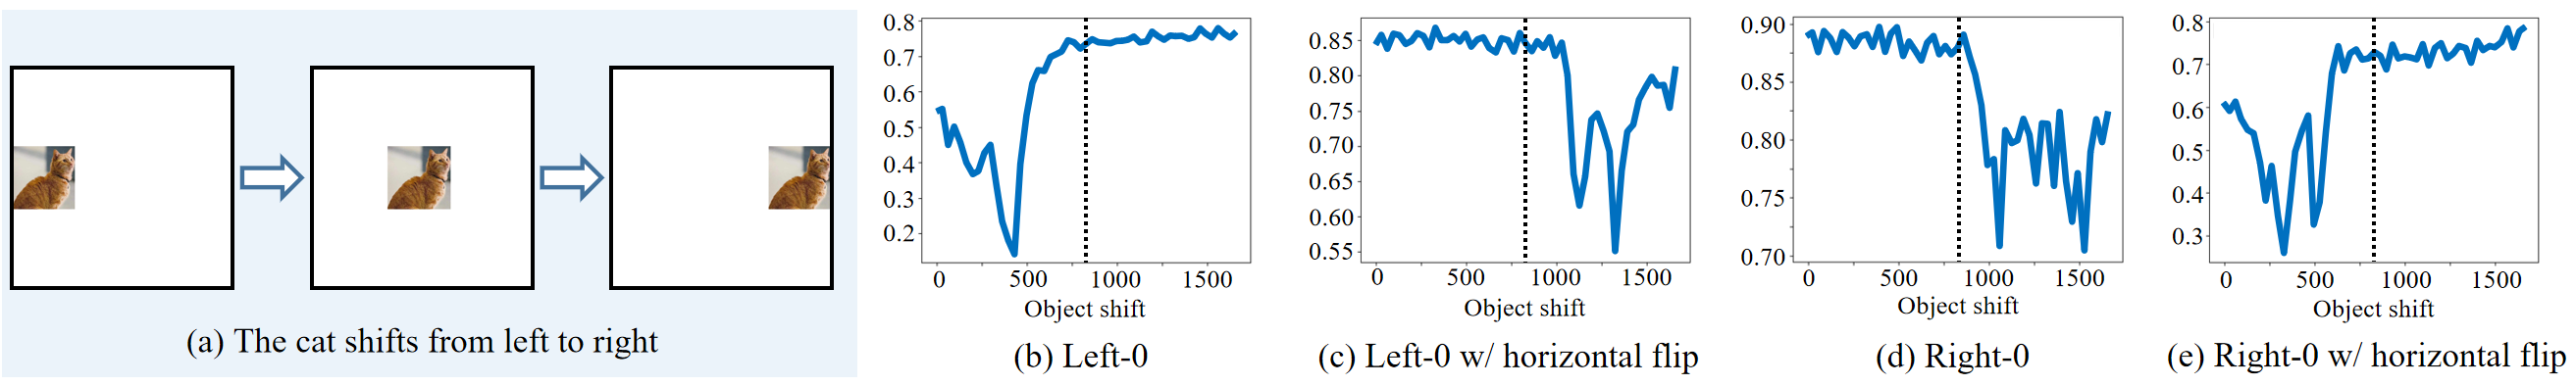 (a) The cat shifts from left to right
0.8
0.7
0.6
0.5
0.4
0.3
0.2
0 500 1000 1500
Object shift
(b) Left-0
0.85
0.80
0.75
0.70
0.65
0.60
0.55
0 500 1000 1500
Object shift
(c) Left-0 w/ horizontal flip
0.90
0.85
0.80
0.75
0.70
0 500 1000 1500
Object shift
(d) Right-0
0.8
0.7
0.6
0.5
0.4
0.3
0 500 1000 1500
Object shift
(e) Right-0 w/ horizontal flip